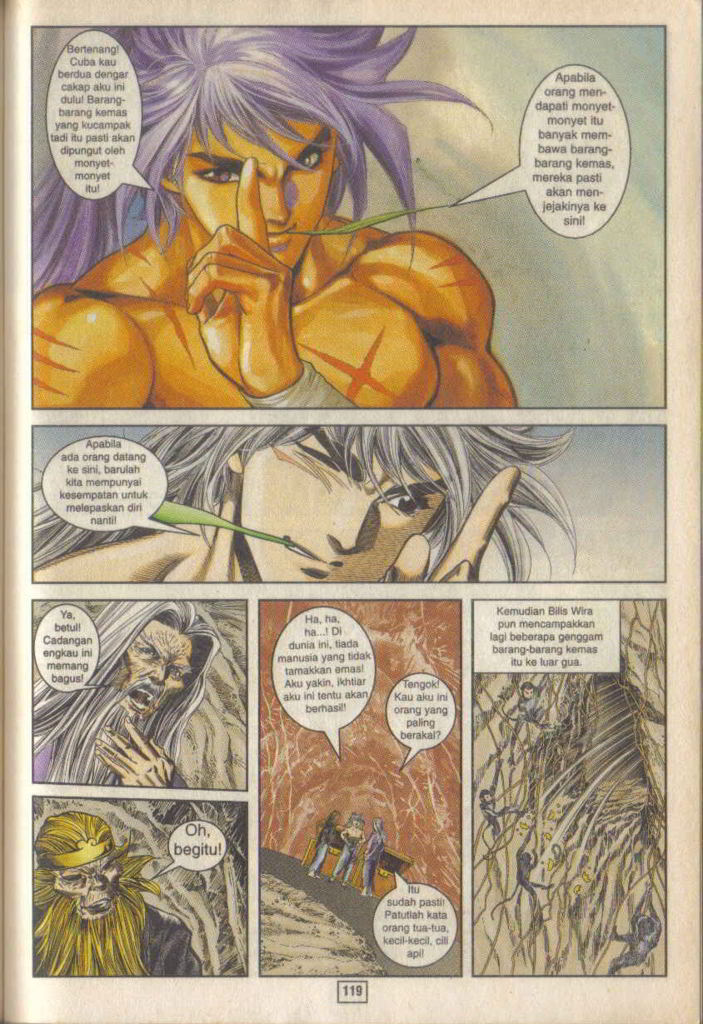 Bertenang!
Cuba kau
berdua dengar
cakap aku ini
dulu! Barang-
barang kemas
yang kucampak
tadi itu pasti akan
dipungut oleh
monyet-
monyet
itu!
Apabila
orang men-
dapati monyet-
monyet itu
banyak mem-
bawa barang-
barang kemas,
mereka pasti
akan men-
jejakinya ke
sini!
Apabila
ada orang datang
ke sini, barulah
kita mempunyai
kesempatan untuk
melepaskan diri
nanti!
Ya,
betul!
Cadangan
engkau ini
memang
bagus!
Oh,
begitu!
Ha, ha,
ha...! Di
dunia ini, tiada
manusia yang tidak
tamakkan emas!
Aku yakin, ikhtiar
aku ini tentu akan
berhasil!
Tengok!
Kau aku ini
orang yang
paling
berakal?
Itu
sudah pasti!
Patutlah kata
orang tua-tua,
kecil-kecil, cili
api!
Kemudian Bilis Wira
pun mencampakkan
lagi beberapa genggam
barang-barang kemas
itu ke luar gua.
119